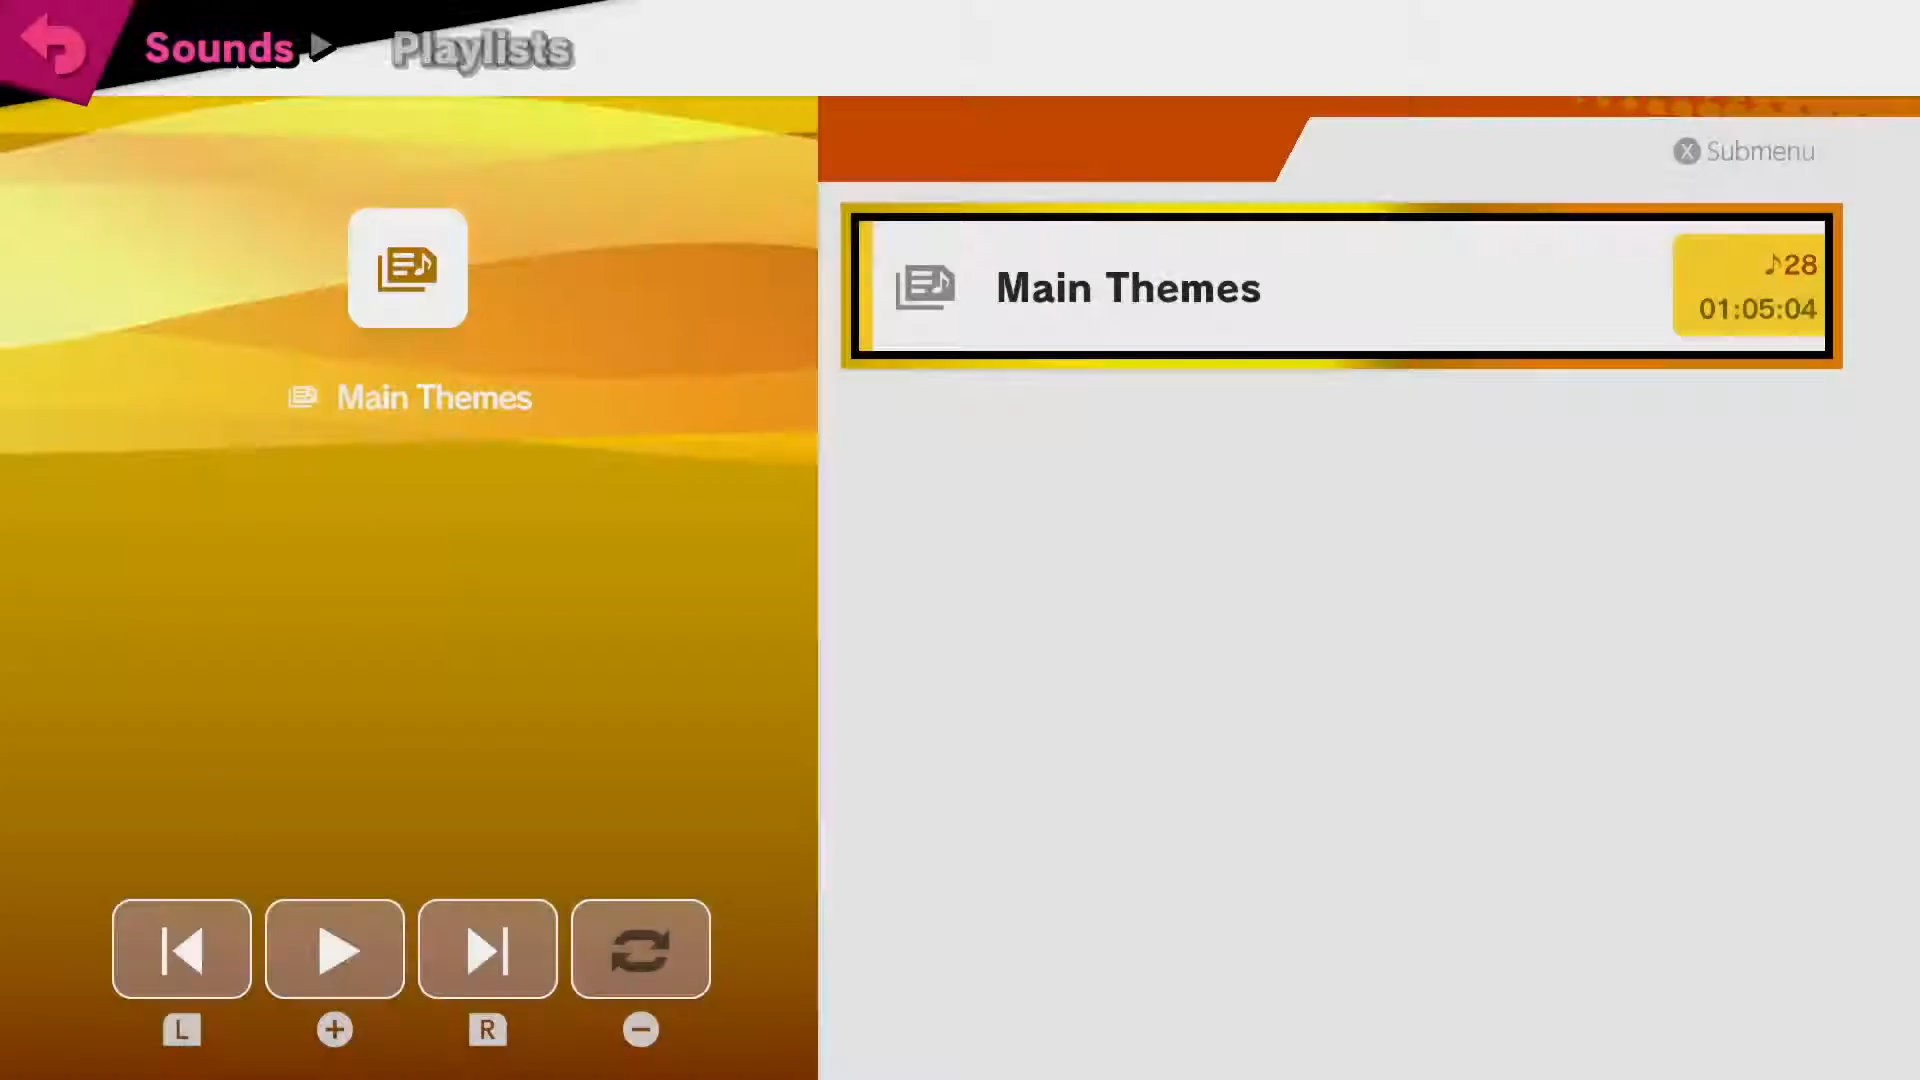 Sounds ▶ Playlists
X Submenu
Main Themes
♪28
01:05:04
Main Themes
L + R −